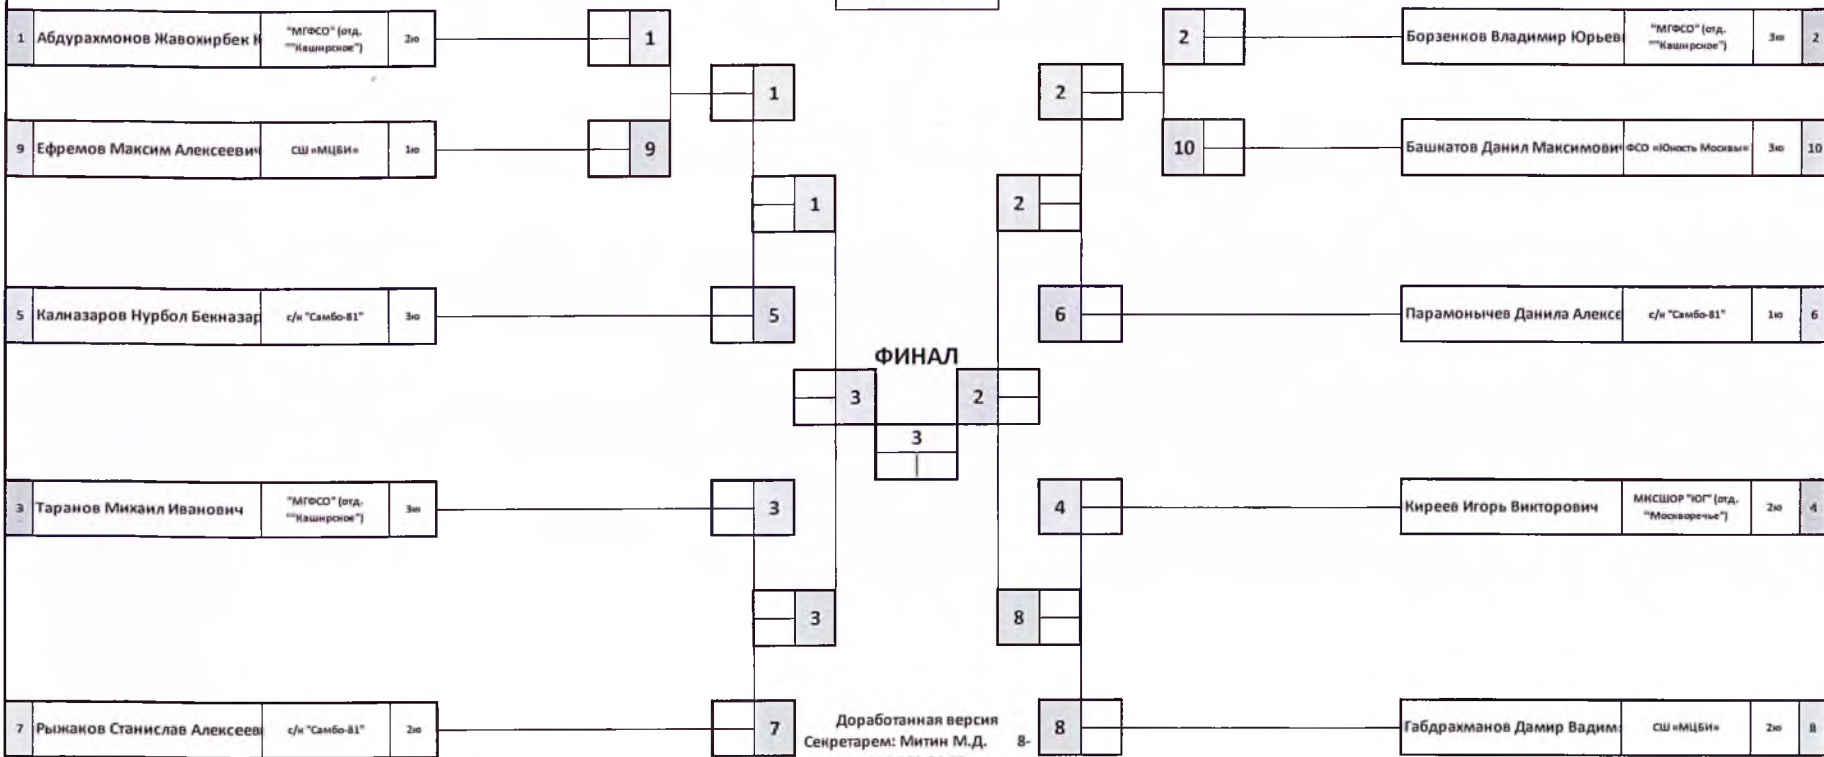 1 Абдурахмонов Жавохирбек "МГФСО" (отд. ""Каширское") 2ю
1
2
Борзенков Владимир Юрьев "МГФСО" (отд. ""Каширское") 3ю 2
1
2
9 Ефремов Максим Алексеевич СШ «МЦБИ» 1ю
9
10
Башкатов Данил Максимови ФСО «Юность Москвы» 3ю 10
1
2
5 Калназаров Нурбол Бекназар с/к "Самбо-81" 3ю
5
6
Парамонычев Данила Алексе с/к "Самбо-81" 1ю 6
ФИНАЛ
3
2
3
3 Таранов Михаил Иванович "МГФСО" (отд. ""Каширское") 3ю
3
4
Киреев Игорь Викторович МКСШОР "ЮГ" (отд. "Москворечье") 2ю 4
3
8
7 Рыжаков Станислав Алексеев с/к "Самбо-81" 2ю
7
Доработанная версия
Секретарем: Митин М.Д. 8-
8
Габдрахманов Дамир Вадим СШ «МЦБИ» 2ю 8